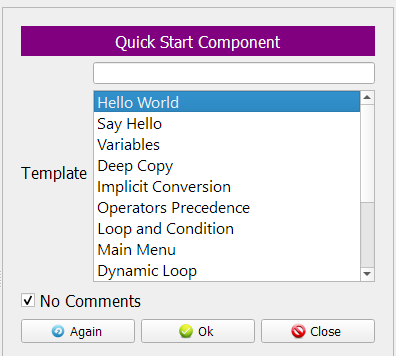 Quick Start Component
Hello World
Say Hello
Variables
Deep Copy
Template
Implicit Conversion
Operators Precedence
Loop and Condition
Main Menu
Dynamic Loop
No Comments
Again Ok Close